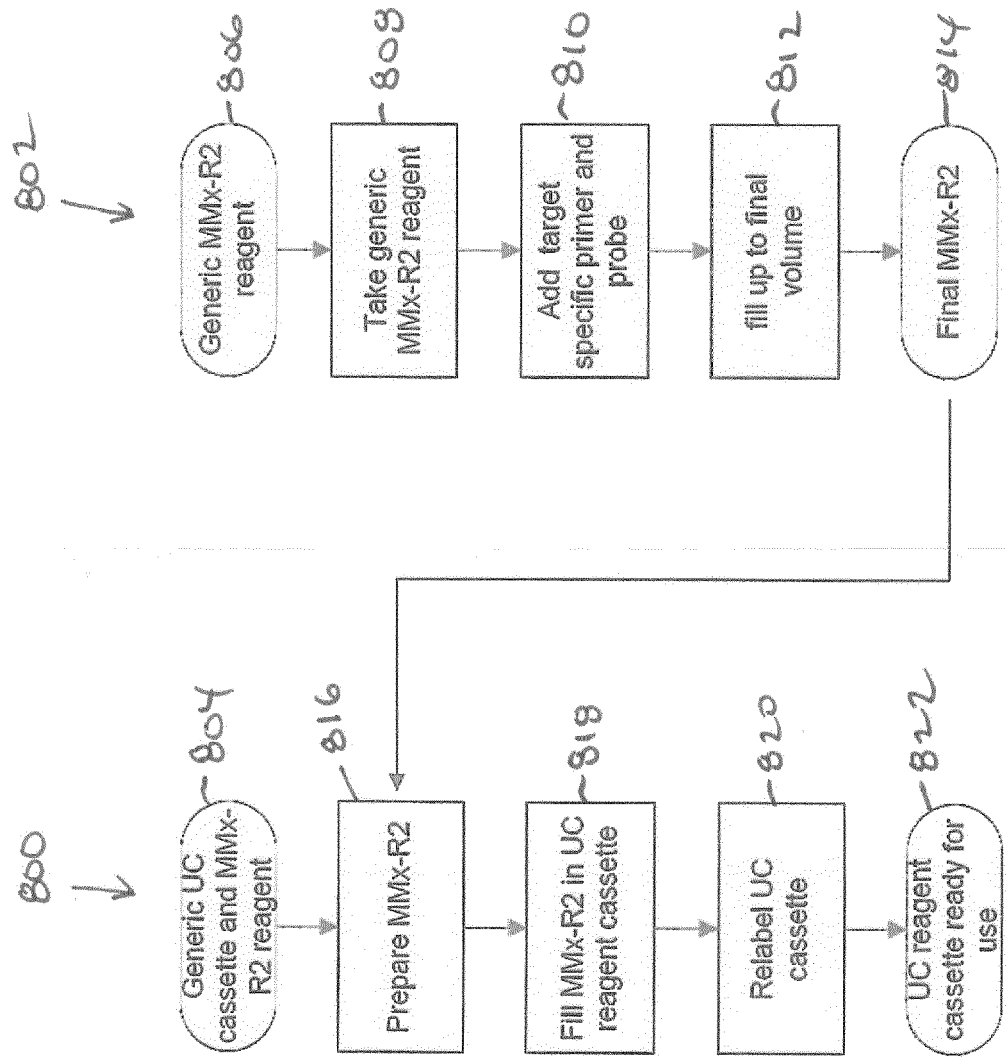 800
Generic UC
cassette and MMx-
R2 reagent
804
Prepare MMx-R2
816
Fill MMx-R2 in UC
reagent cassette
818
Relabel UC
cassette
820
UC reagent
cassette ready for
use
822
802
Generic MMx-R2
reagent
806
Take generic
MMx-R2 reagent
808
Add target
specific primer and
probe
810
fill up to final
volume
812
Final MMx-R2
814